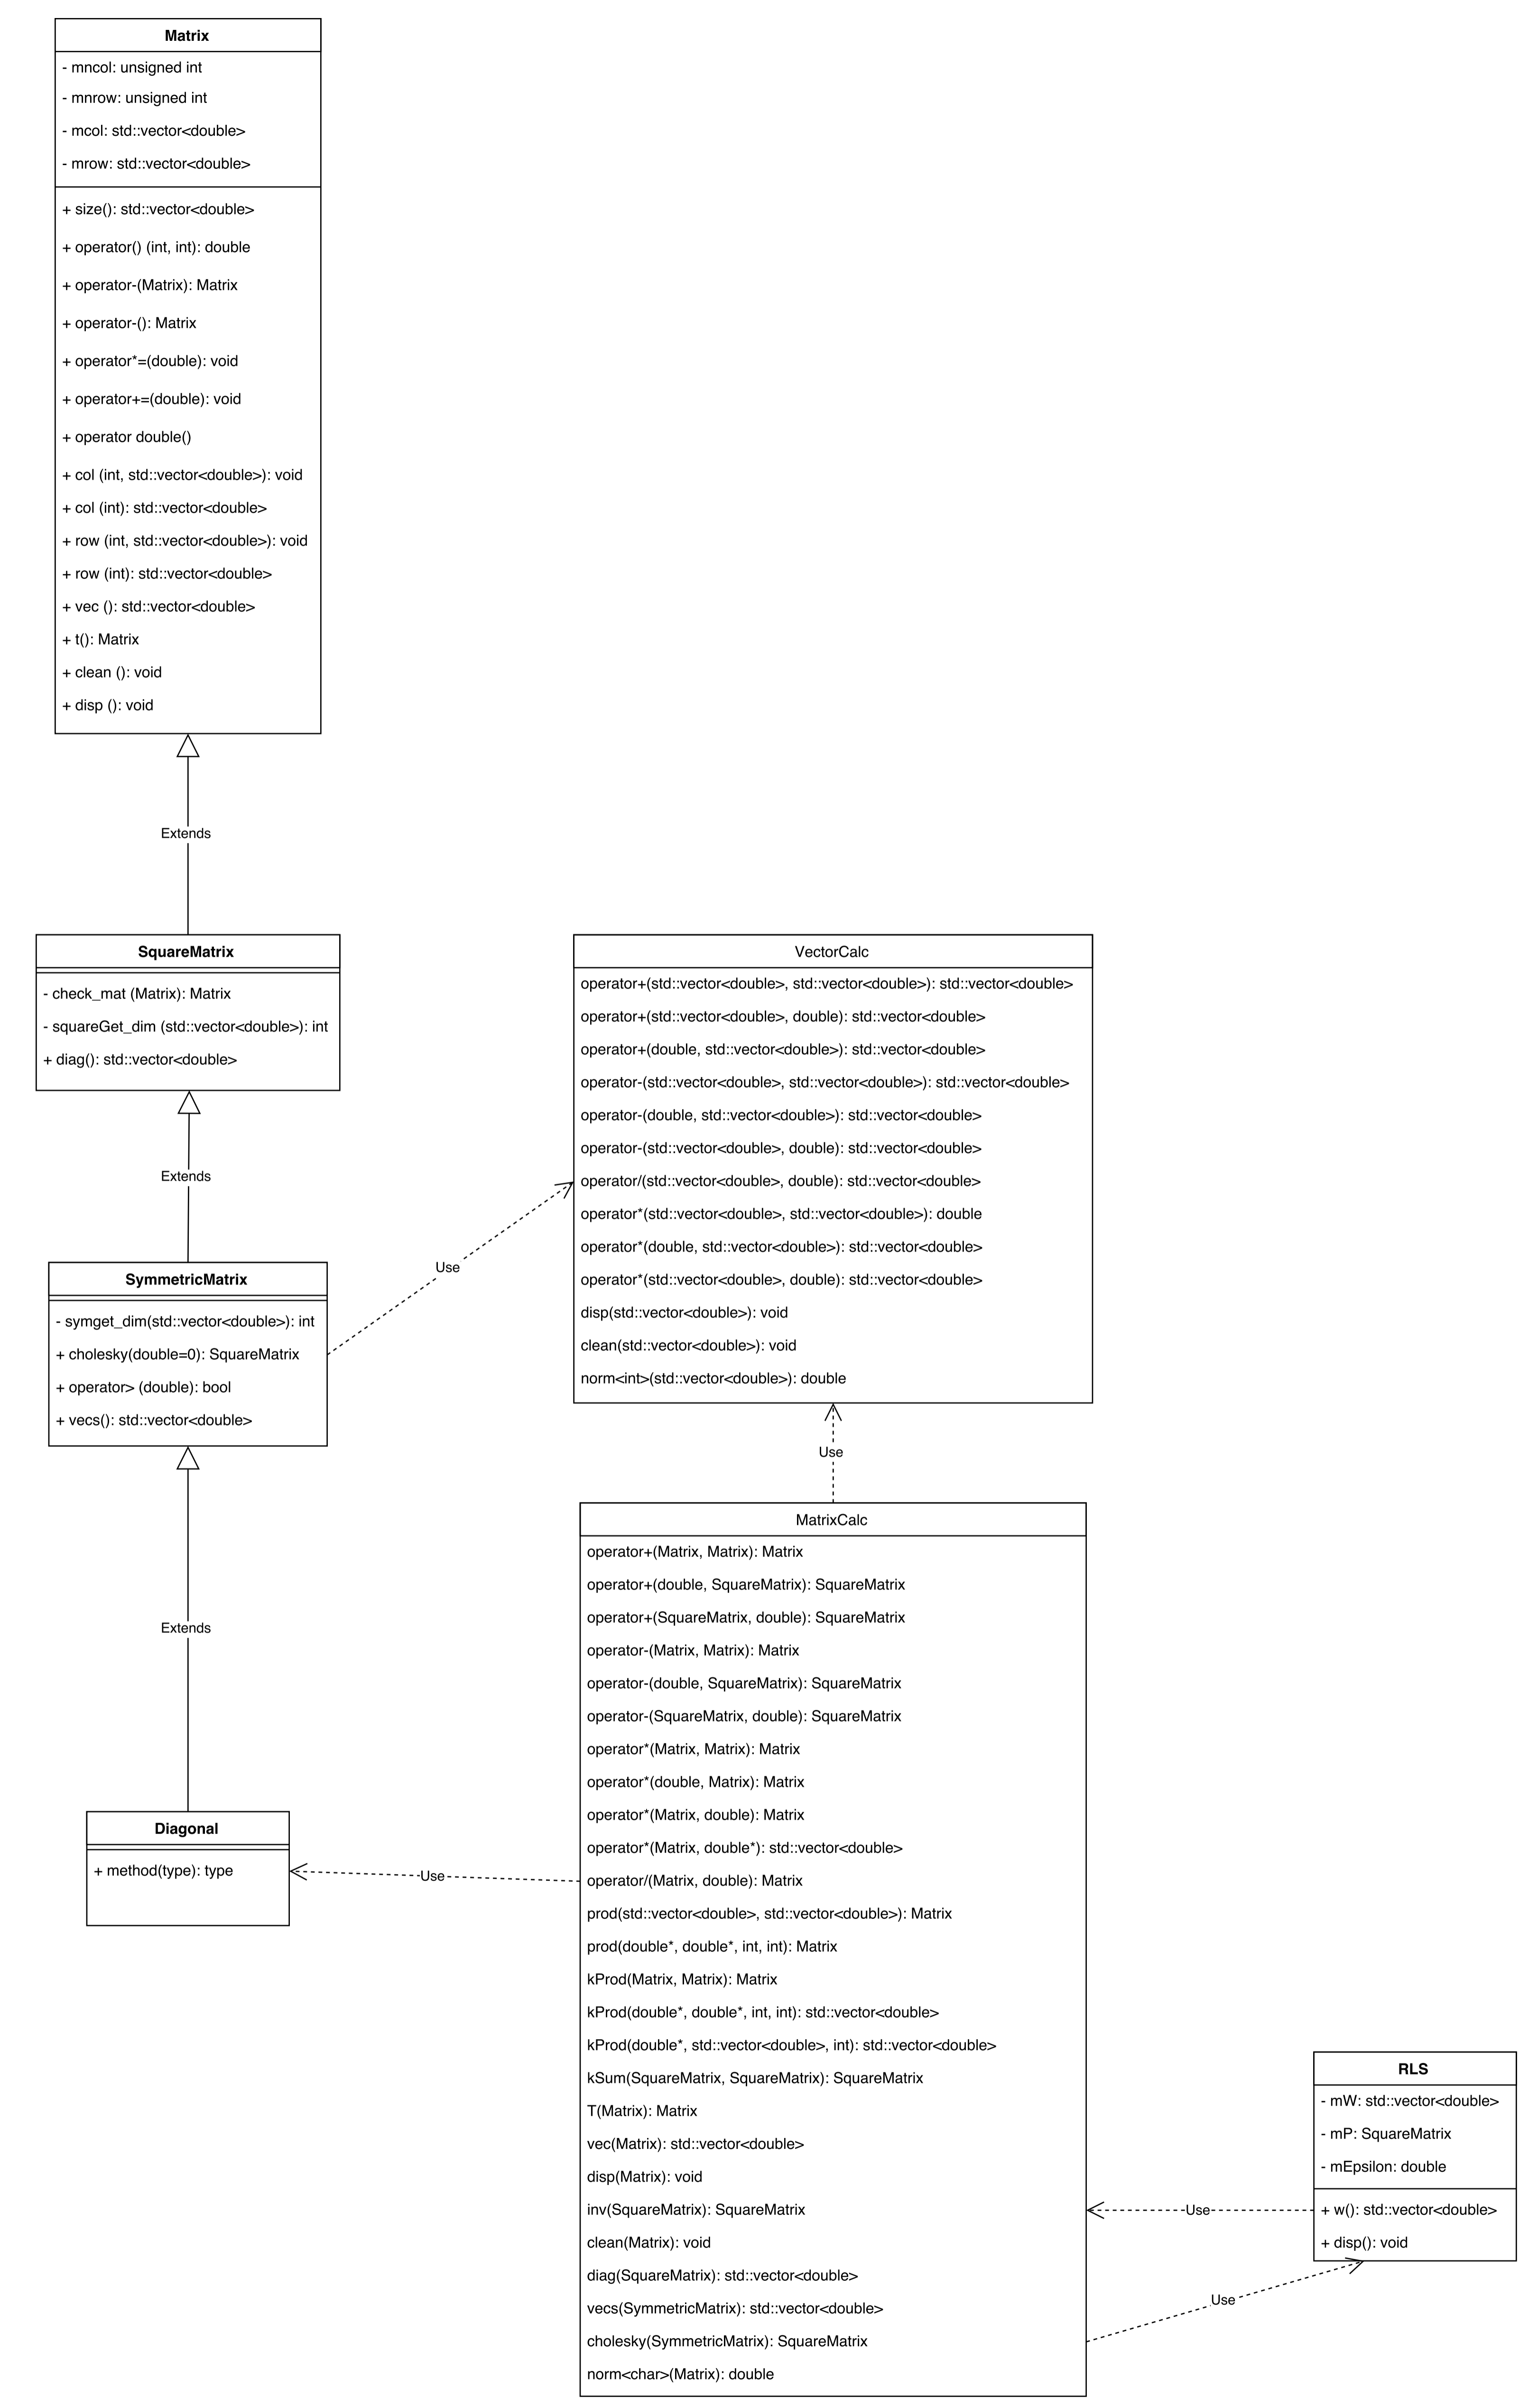 Matrix
- mncol: unsigned int
- mnrow: unsigned int
- mcol: std::vector<double>
- mrow: std::vector<double>
+ size(): std::vector<double>
+ operator() (int, int): double
+ operator-(Matrix): Matrix
+ operator-(): Matrix
+ operator*=(double): void
+ operator+=(double): void
+ operator double()
+ col (int, std::vector<double>): void
+ col (int): std::vector<double>
+ row (int, std::vector<double>): void
+ row (int): std::vector<double>
+ vec (): std::vector<double>
+ t(): Matrix
+ clean (): void
+ disp (): void
Extends
SquareMatrix
- check_mat (Matrix): Matrix
- squareGet_dim (std::vector<double>): int
+ diag(): std::vector<double>
Extends
SymmetricMatrix
- symget_dim(std::vector<double>): int
+ cholesky(double=0): SquareMatrix
+ operator> (double): bool
+ vecs(): std::vector<double>
Extends
Diagonal
+ method(type): type
Use
VectorCalc
operator+(std::vector<double>, std::vector<double>): std::vector<double>
operator+(std::vector<double>, double): std::vector<double>
operator+(double, std::vector<double>): std::vector<double>
operator-(std::vector<double>, std::vector<double>): std::vector<double>
operator-(double, std::vector<double>): std::vector<double>
operator-(std::vector<double>, double): std::vector<double>
operator/(std::vector<double>, double): std::vector<double>
operator*(std::vector<double>, std::vector<double>): double
operator*(double, std::vector<double>): std::vector<double>
operator*(std::vector<double>, double): std::vector<double>
disp(std::vector<double>): void
clean(std::vector<double>): void
norm<int>(std::vector<double>): double
Use
MatrixCalc
operator+(Matrix, Matrix): Matrix
operator+(double, SquareMatrix): SquareMatrix
operator+(SquareMatrix, double): SquareMatrix
operator-(Matrix, Matrix): Matrix
operator-(double, SquareMatrix): SquareMatrix
operator-(SquareMatrix, double): SquareMatrix
operator*(Matrix, Matrix): Matrix
operator*(double, Matrix): Matrix
operator*(Matrix, double): Matrix
operator*(Matrix, double*): std::vector<double>
operator/(Matrix, double): Matrix
prod(std::vector<double>, std::vector<double>): Matrix
prod(double*, double*, int, int): Matrix
kProd(Matrix, Matrix): Matrix
kProd(double*, double*, int, int): std::vector<double>
kProd(double*, std::vector<double>, int): std::vector<double>
kSum(SquareMatrix, SquareMatrix): SquareMatrix
T(Matrix): Matrix
vec(Matrix): std::vector<double>
disp(Matrix): void
inv(SquareMatrix): SquareMatrix
clean(Matrix): void
diag(SquareMatrix): std::vector<double>
vecs(SymmetricMatrix): std::vector<double>
cholesky(SymmetricMatrix): SquareMatrix
norm<char>(Matrix): double
Use
RLS
- mW: std::vector<double>
- mP: SquareMatrix
- mEpsilon: double
+ w(): std::vector<double>
+ disp(): void
Use
Use